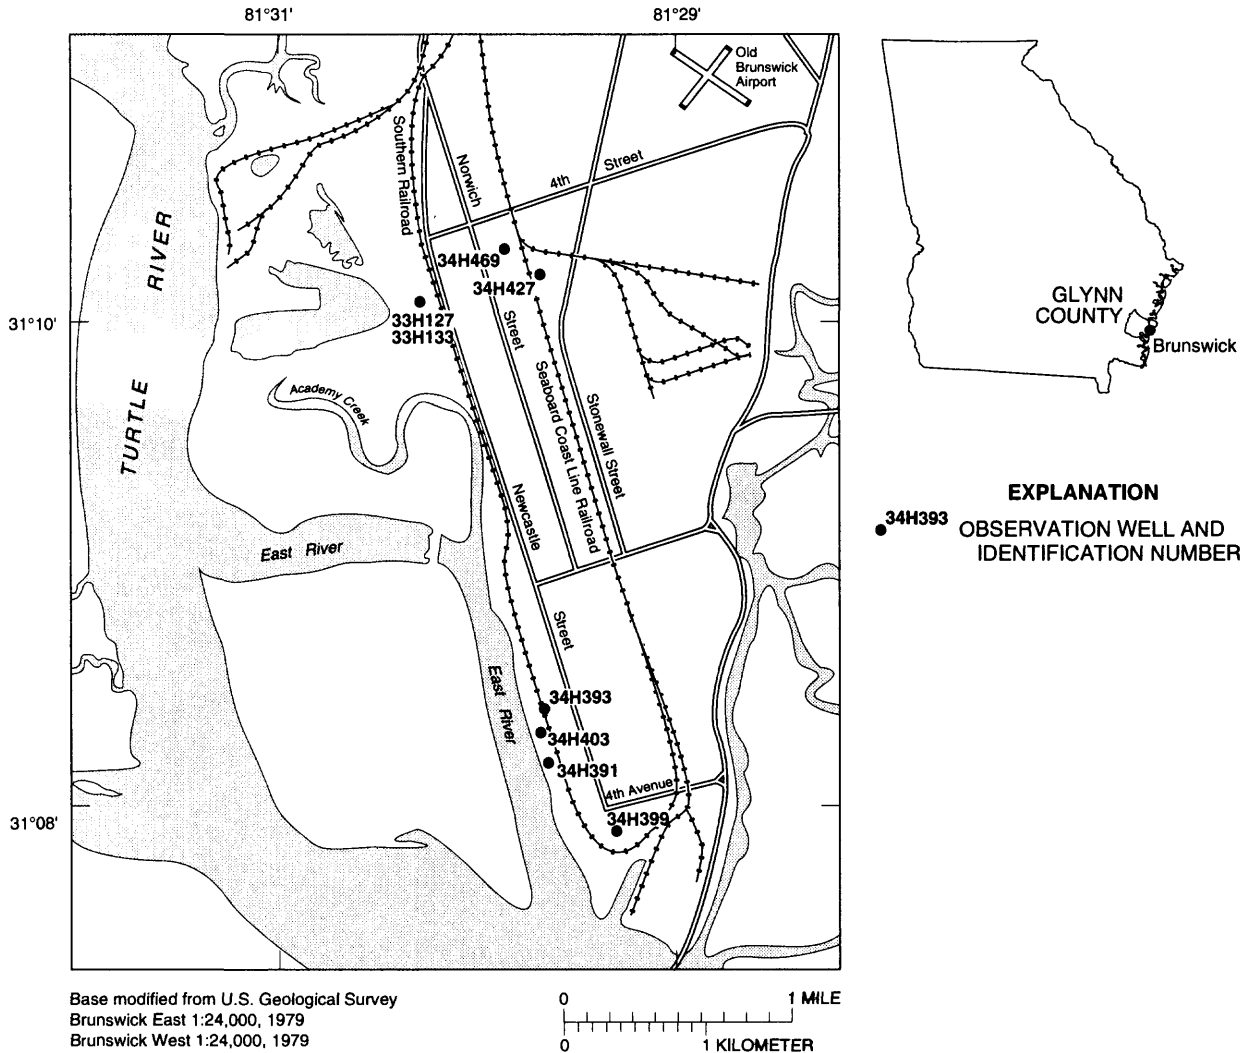 81°31'
81°29'
Old
Brunswick
Airport
Southern Railroad
Norwich
4th
Street
RIVER
34H469
34H427
33H127
33H133
31°10'
Street
GLYNN
COUNTY
Brunswick
TURTLE
Academy Creek
Seaboard Coast Line Railroad
Stonewall Street
Newcastle
East River
EXPLANATION
34H393
OBSERVATION WELL AND
IDENTIFICATION NUMBER
Street
East River
34H393
34H403
34H391
4th Avenue
31°08'
34H399
Base modified from U.S. Geological Survey
Brunswick East 1:24,000, 1979
Brunswick West 1:24,000, 1979
0 1 MILE
0 1 KILOMETER